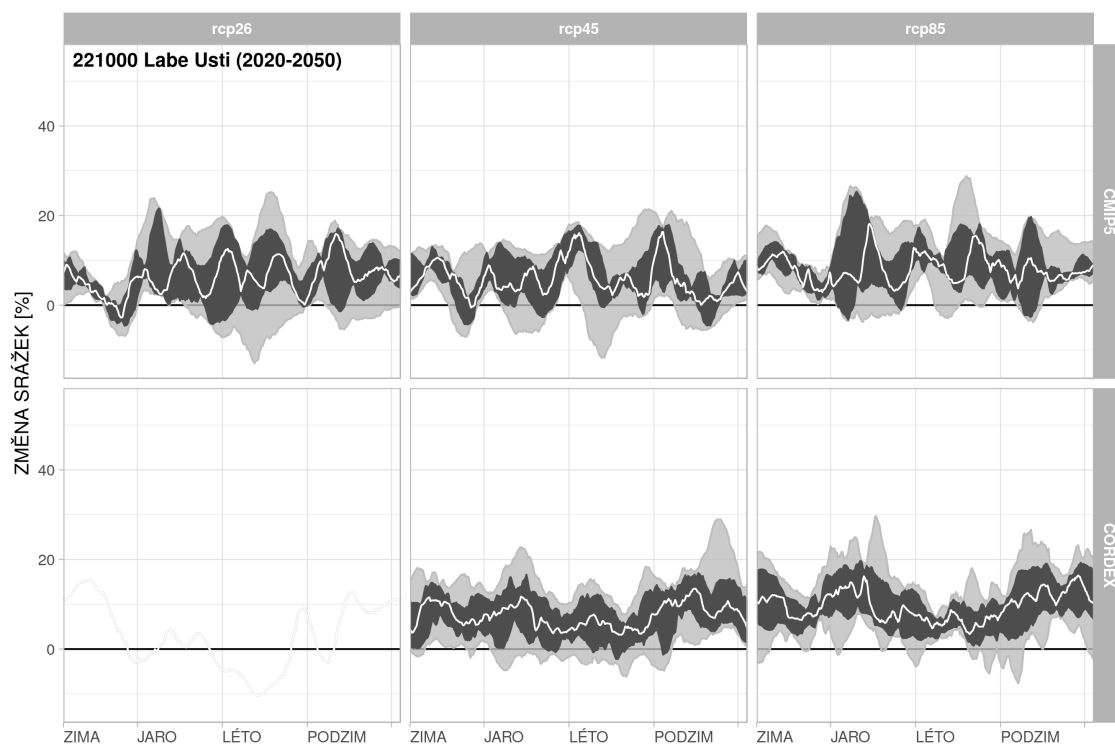 rcp26 rcp45 rcp85
221000 Labe Usti (2020-2050)
40
20
0
CMIP5
ZMĚNA SRÁŽEK [%]
40
20
0
CORDEX
ZIMA JARO LÉTO PODZIM ZIMA JARO LÉTO PODZIM ZIMA JARO LÉTO PODZIM